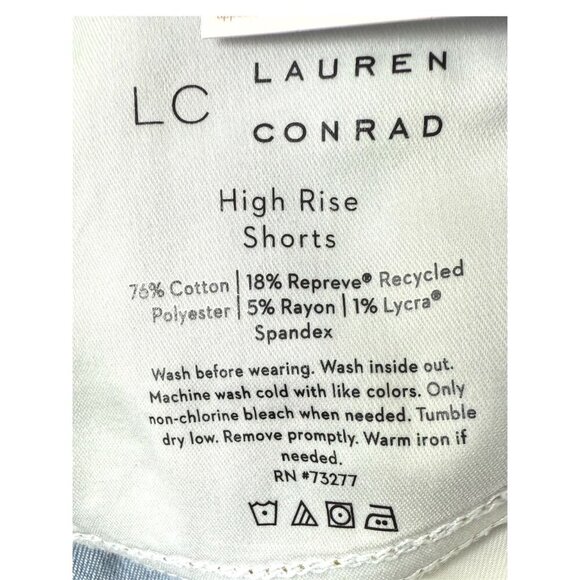 LC LAUREN
CONRAD
High Rise
Shorts
76% Cotton | 18% Repreve® Recycled
Polyester | 5% Rayon | 1% Lycra®
Spandex
Wash before wearing. Wash inside out.
Machine wash cold with like colors. Only
non-chlorine bleach when needed. Tumble
dry low. Remove promptly. Warm iron if
needed.
RN #73277